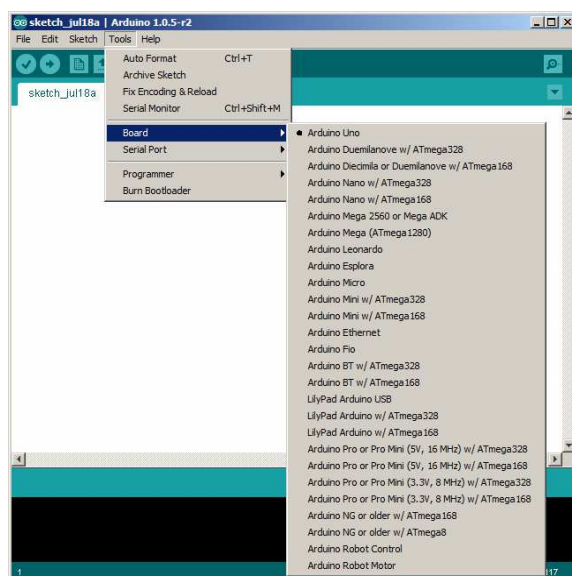 sketch_jul18a | Arduino 1.0.5-r2
File Edit Sketch Tools Help
sketch_jul18a
Auto Format Ctrl+T
Archive Sketch
Fix Encoding & Reload
Serial Monitor Ctrl+Shift+M
Board
Serial Port
Programmer
Burn Bootloader
Arduino Uno
Arduino Duemilanove w/ ATmega328
Arduino Diecimila or Duemilanove w/ ATmega168
Arduino Nano w/ ATmega328
Arduino Nano w/ ATmega168
Arduino Mega 2560 or Mega ADK
Arduino Mega (ATmega1280)
Arduino Leonardo
Arduino Esplora
Arduino Micro
Arduino Mini w/ ATmega328
Arduino Mini w/ ATmega168
Arduino Ethernet
Arduino Fio
Arduino BT w/ ATmega328
Arduino BT w/ ATmega168
LilyPad Arduino USB
LilyPad Arduino w/ ATmega328
LilyPad Arduino w/ ATmega168
Arduino Pro or Pro Mini (5V, 16 MHz) w/ ATmega328
Arduino Pro or Pro Mini (5V, 16 MHz) w/ ATmega168
Arduino Pro or Pro Mini (3.3V, 8 MHz) w/ ATmega328
Arduino Pro or Pro Mini (3.3V, 8 MHz) w/ ATmega168
Arduino NG or older w/ ATmega168
Arduino NG or older w/ ATmega8
Arduino Robot Control
Arduino Robot Motor
1